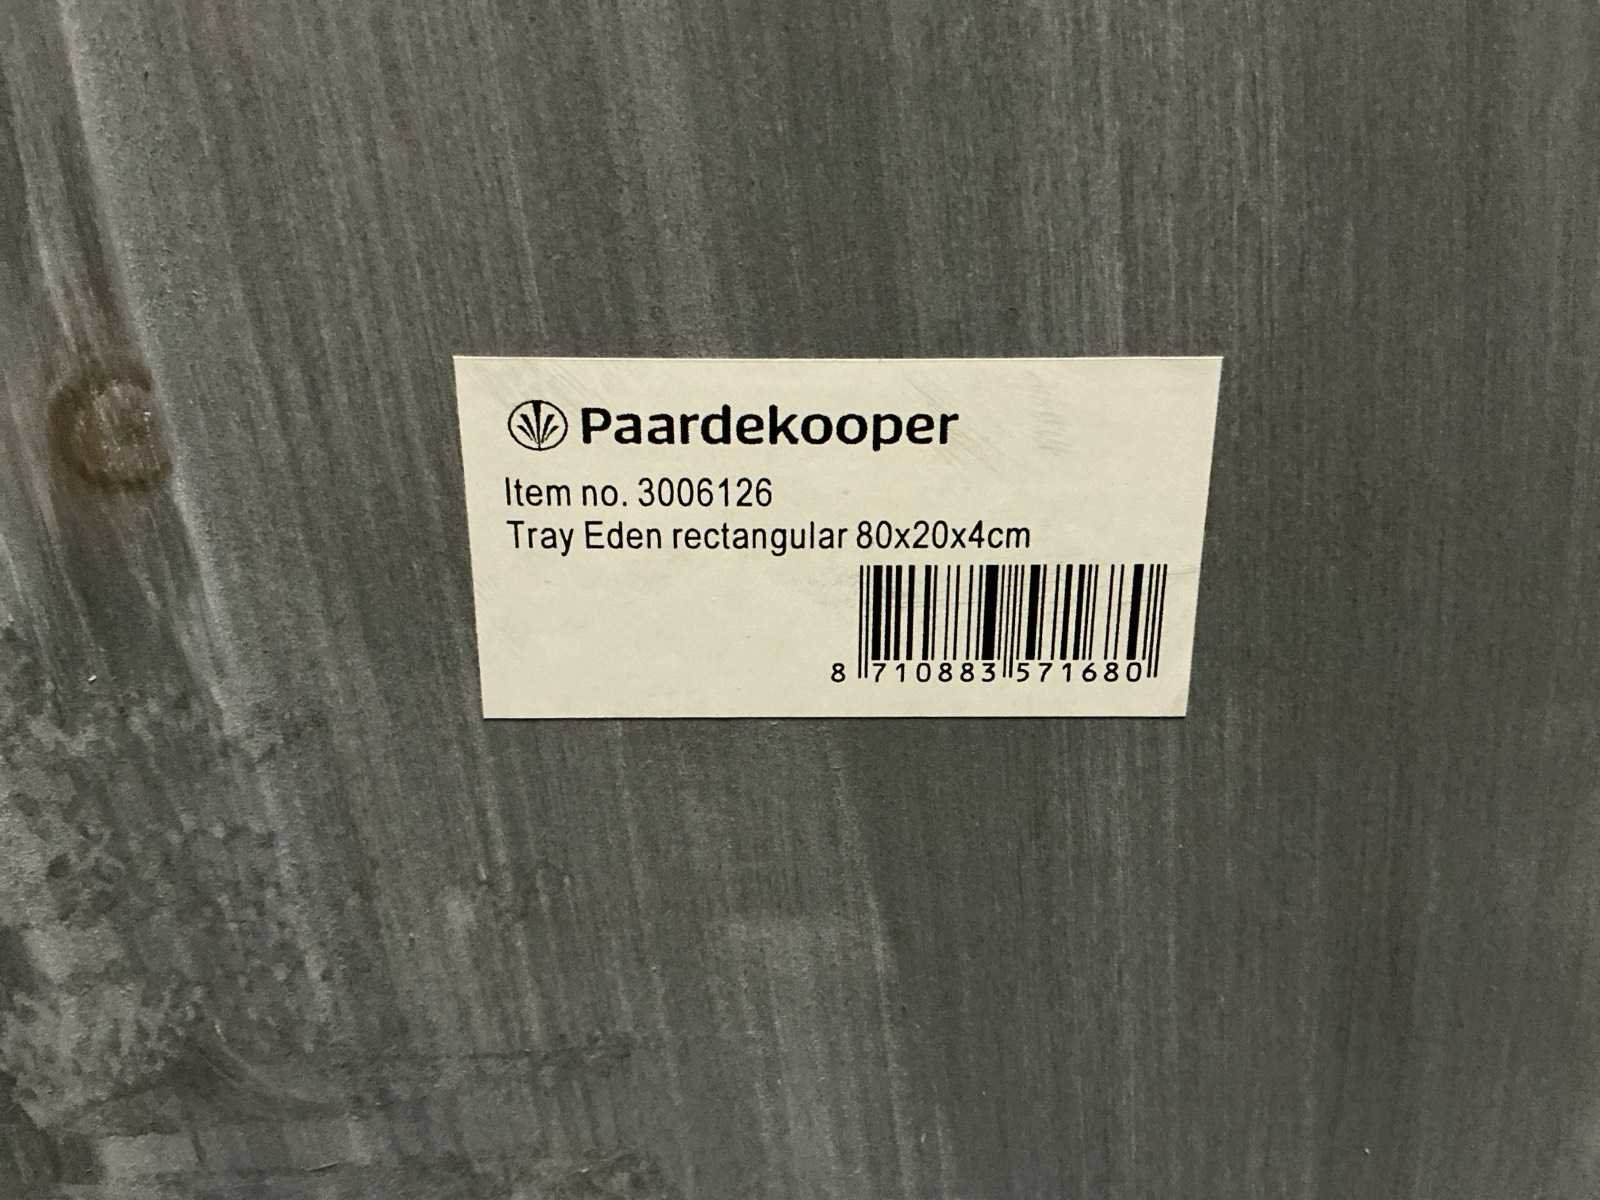 Paardekooper
Item no. 3006126
Tray Eden rectangular 80x20x4cm
8 710883 571680